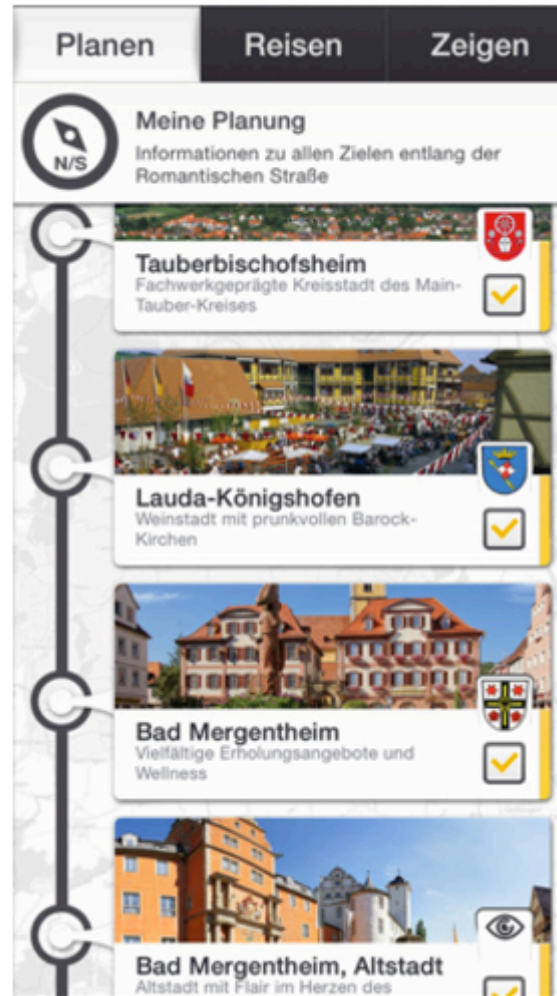 Planen Reisen Zeigen
N/S
Meine Planung
Informationen zu allen Zielen entlang der
Romantischen Straße
Tauberbischofsheim
Fachwerkgeprägte Kreisstadt des Main-
Tauber-Kreises
Lauda-Königshofen
Weinstadt mit prunkvollen Barock-
Kirchen
Bad Mergentheim
Vielfältige Erholungsangebote und
Wellness
Bad Mergentheim, Altstadt
Altstadt mit Flair im Herzen des